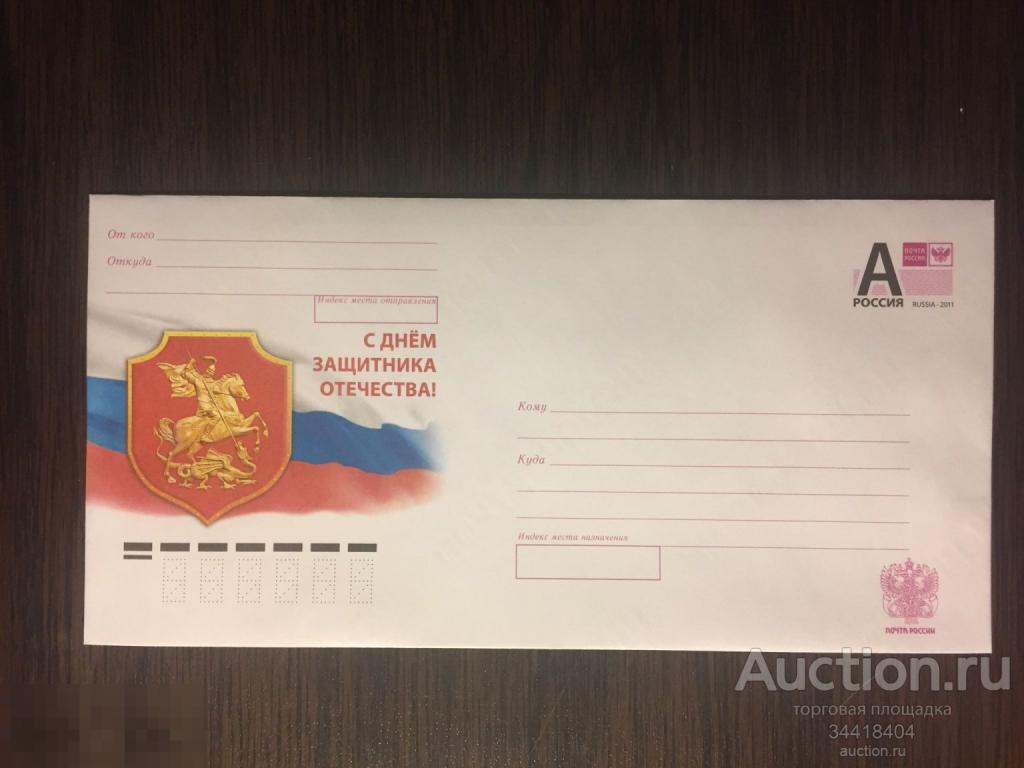 От кого
Откуда
Индекс места отправления
С ДНЁМ
ЗАЩИТНИКА
ОТЕЧЕСТВА!
А
ПОЧТА
РОССИИ
РОССИЯ RUSSIA - 2011
Кому
Куда
Индекс места назначения
ПОЧТА РОССИИ
Auction.ru
торговая площадка
34418404
auction.ru